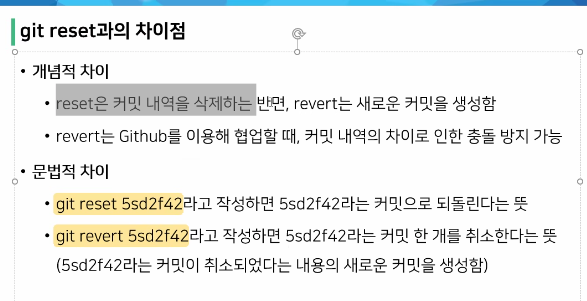 git reset과의 차이점
• 개념적 차이
• reset은 커밋 내역을 삭제하는 반면, revert는 새로운 커밋을 생성함
• revert는 Github를 이용해 협업할 때, 커밋 내역의 차이로 인한 충돌 방지 가능
• 문법적 차이
• git reset 5sd2f42라고 작성하면 5sd2f42라는 커밋으로 되돌린다는 뜻
• git revert 5sd2f42라고 작성하면 5sd2f42라는 커밋 한 개를 취소한다는 뜻
(5sd2f42라는 커밋이 취소되었다는 내용의 새로운 커밋을 생성함)